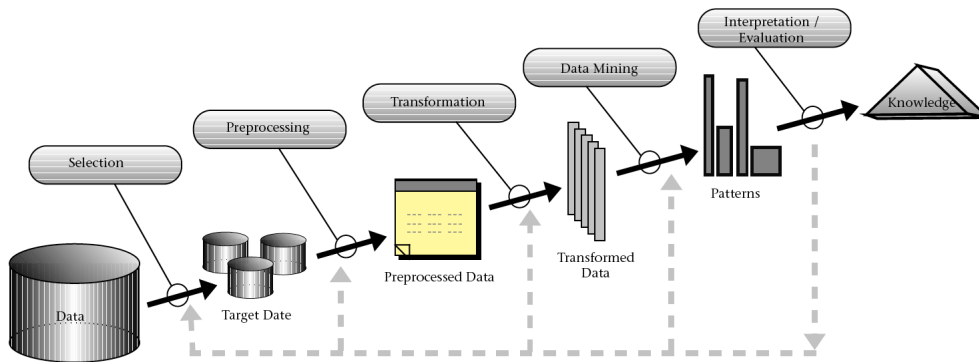 Interpretation /
Evaluation
Data Mining
Transformation
Preprocessing
Selection
Data
Target Date
Preprocessed Data
Transformed
Data
Patterns
Knowledge